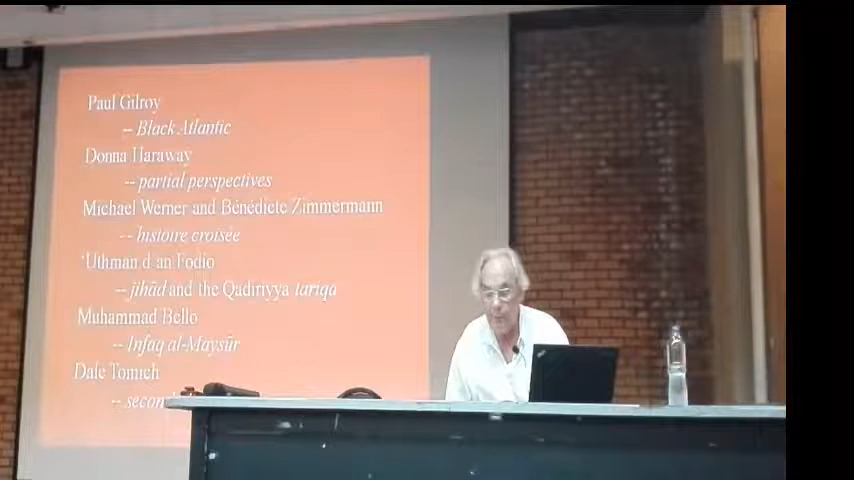 Paul Gilroy
– Black Atlantic
Donna Haraway
– partial perspectives
Michael Werner and Bénédicte Zimmermann
– histoire croisée
'Uthman d an Fodio
– jihād and the Qadiriyya tariqa
Muhammad Bello
– Infaq al-Maysūr
Dale Tomich
– secon